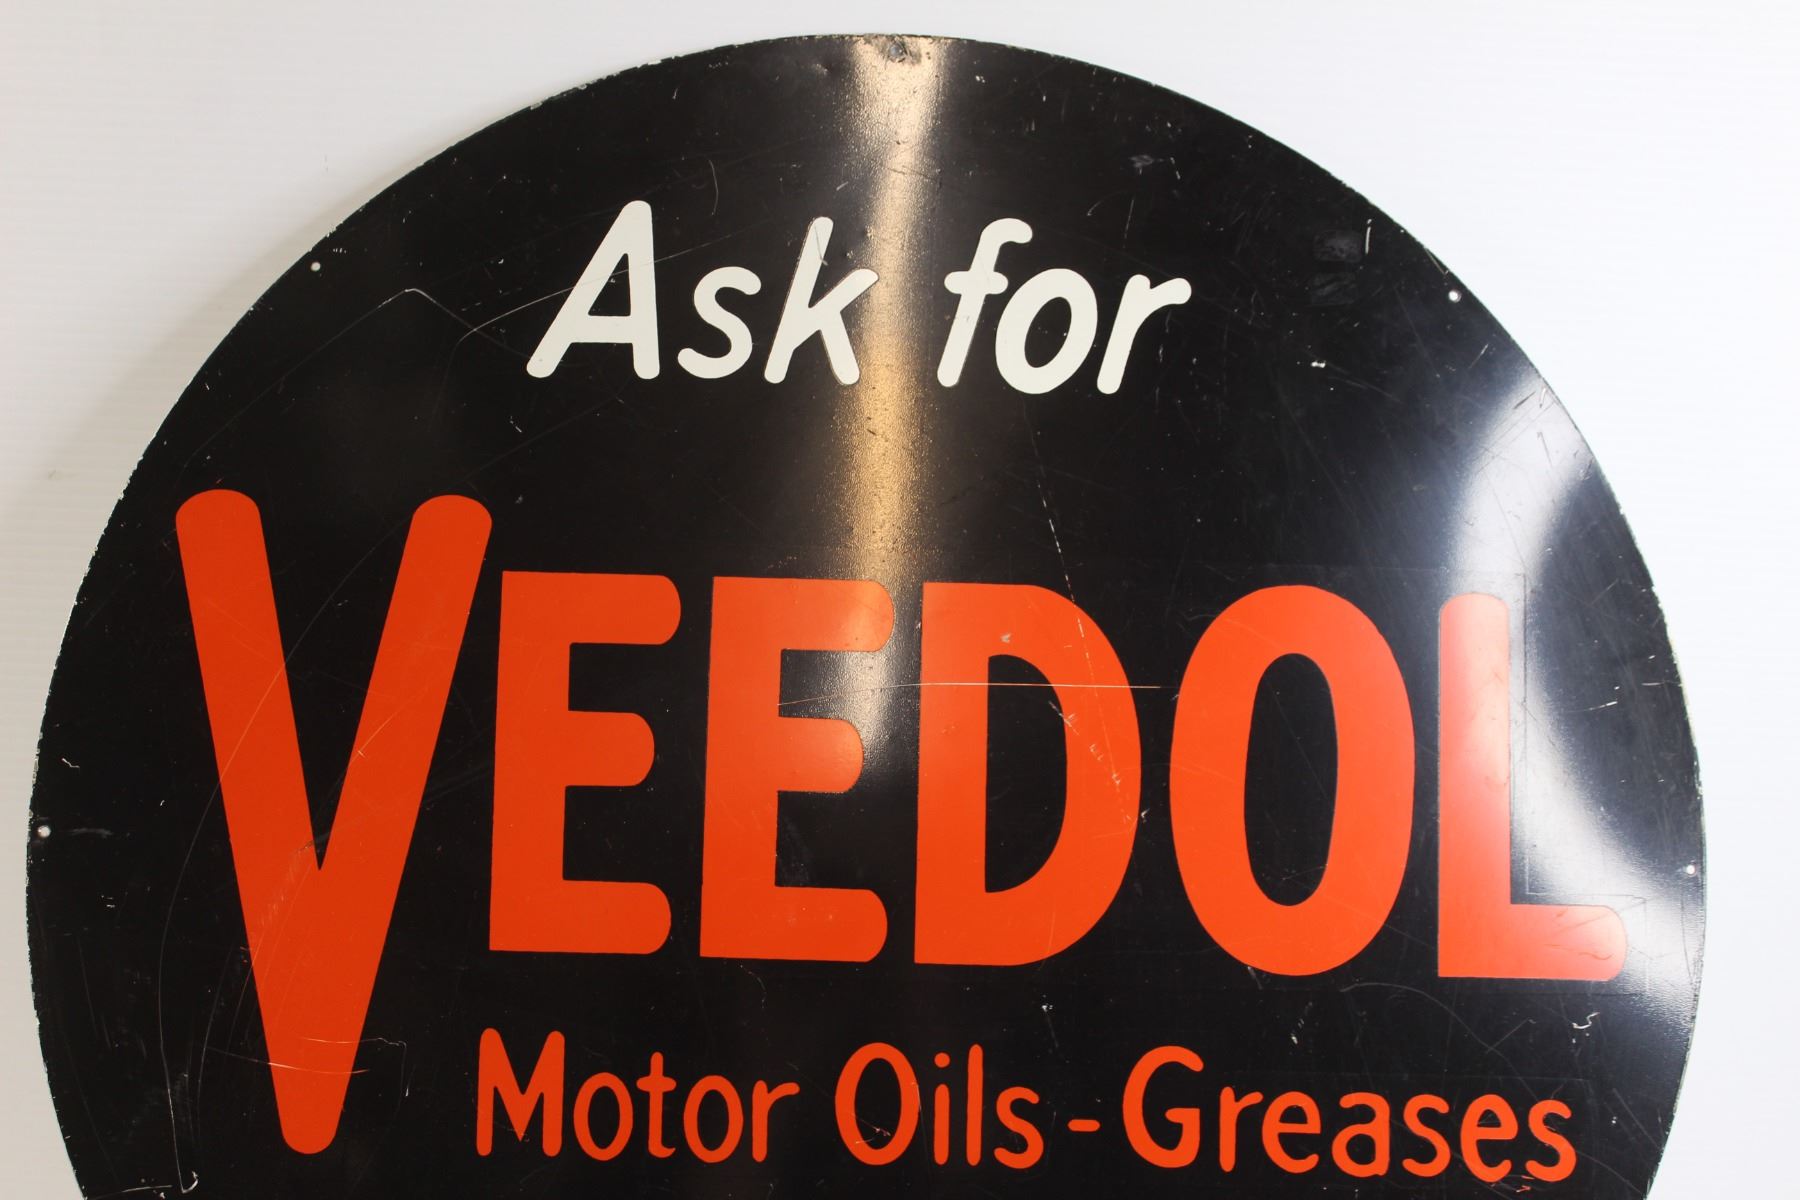 Ask for
VEEDOL
Motor Oils - Greases